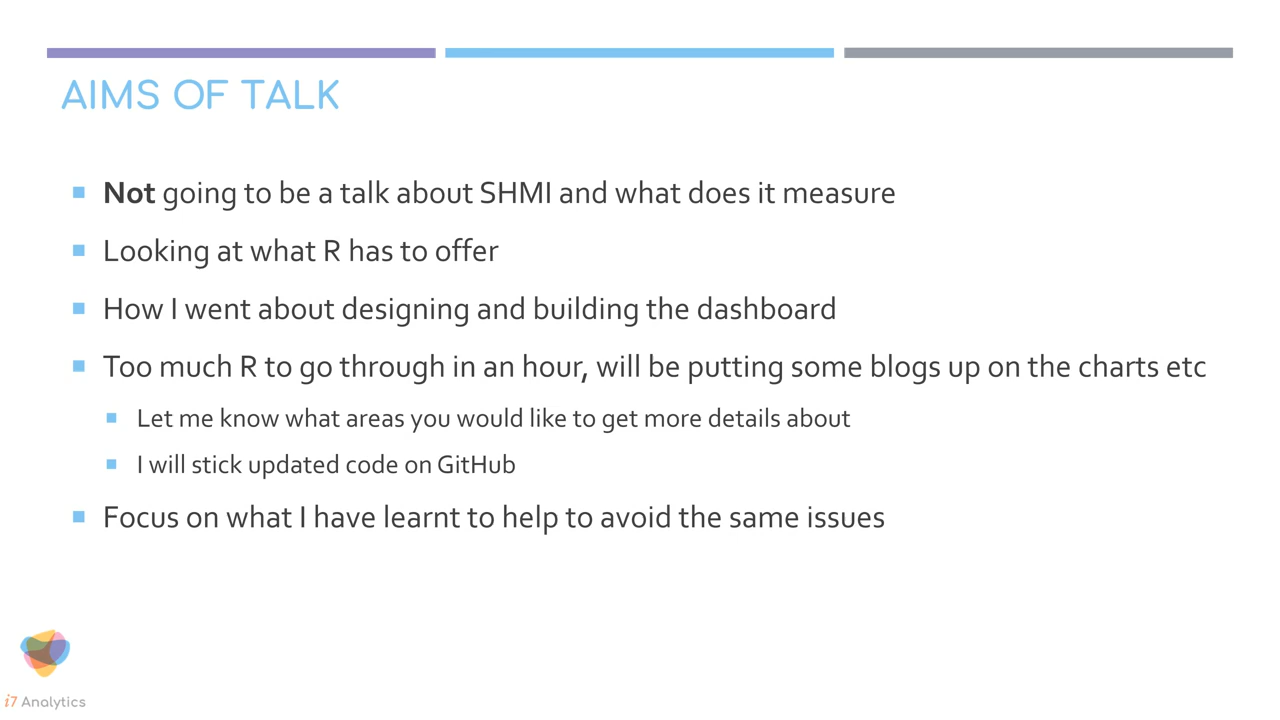 AIMS OF TALK
Not going to be a talk about SHMI and what does it measure
Looking at what R has to offer
How I went about designing and building the dashboard
Too much R to go through in an hour, will be putting some blogs up on the charts etc
Let me know what areas you would like to get more details about
I will stick updated code on GitHub
Focus on what I have learnt to help to avoid the same issues
i7 Analytics